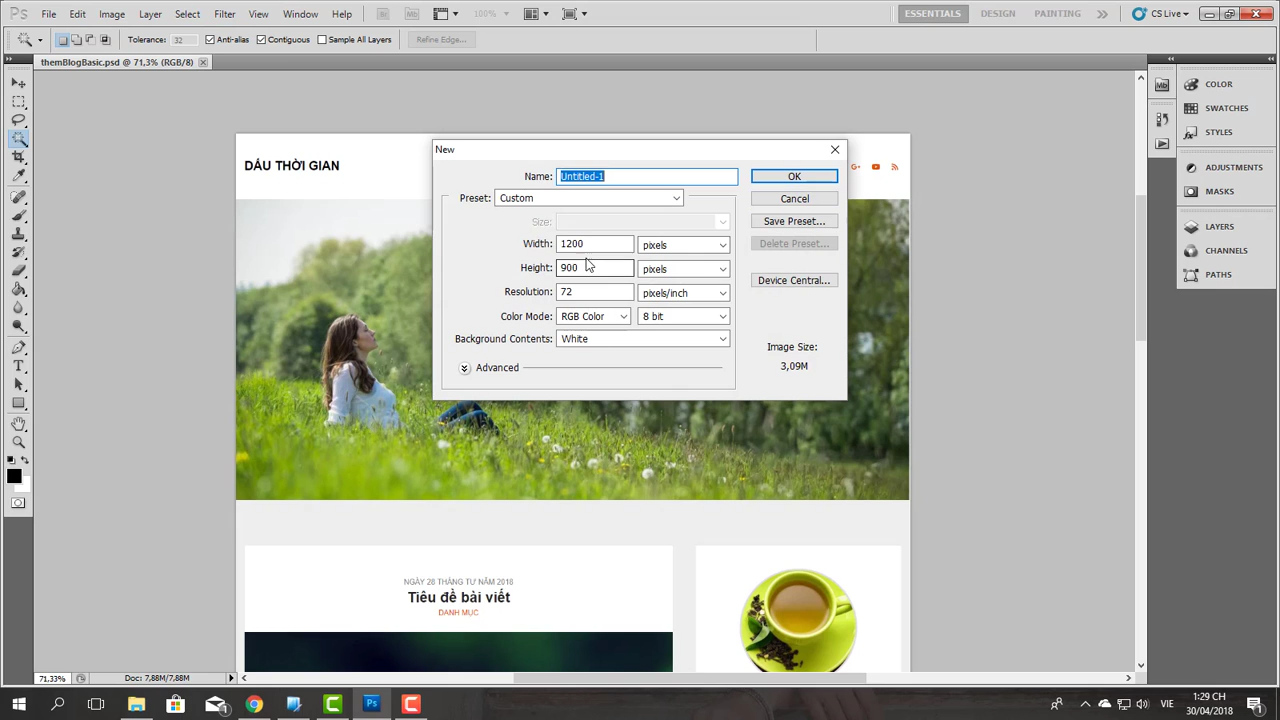 Ps File Edit Image Layer Select Filter View Window Help Br Mb 100% ESSENTIALS DESIGN PAINTING CS Live
Tolerance: 32 Anti-alias Contiguous Sample All Layers Refine Edge...
themBlogBasic.psd @ 71,3% (RGB/8)
DẤU THỜI GIAN
New
Name: Untitled-1 OK
Preset: Custom Cancel
Size: Save Preset...
Width: 1200 pixels Delete Preset...
Height: 900 pixels
Resolution: 72 pixels/inch Device Central...
Color Mode: RGB Color 8 bit
Background Contents: White
Image Size:
3,09M
Advanced
Mb COLOR
SWATCHES
STYLES
ADJUSTMENTS
MASKS
LAYERS
CHANNELS
PATHS
NGÀY 28 THÁNG TƯ NĂM 2018
Tiêu đề bài viết
DANH MỤC
71,33% Doc: 7,88M/7,88M
Ps
VIE
1:29 CH
30/04/2018